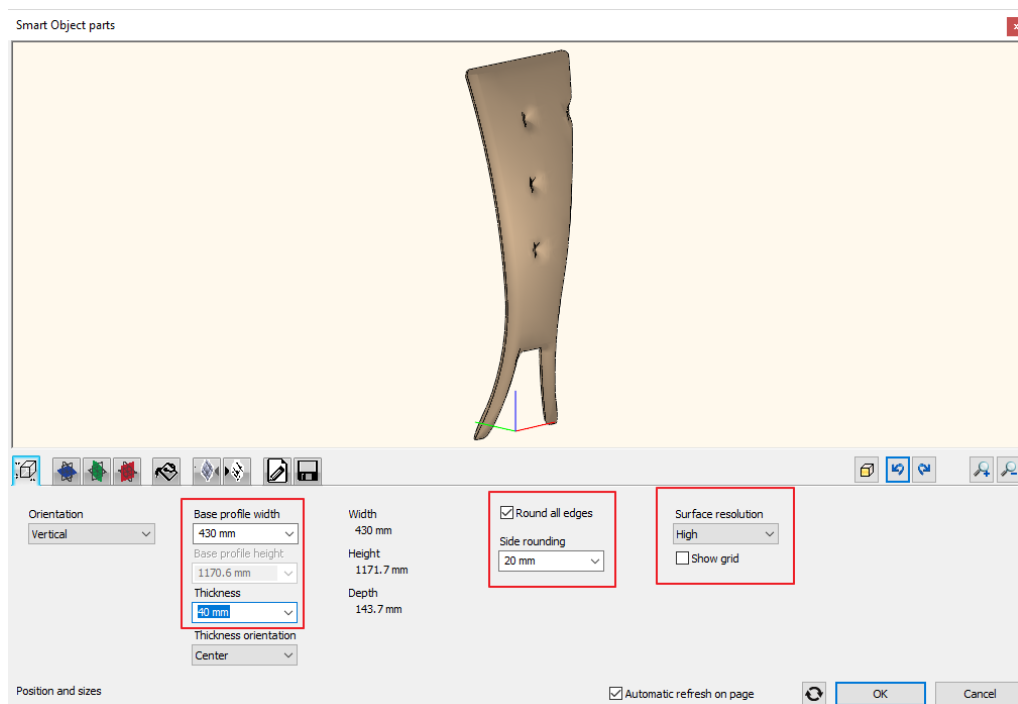 Smart Object parts
Orientation
Vertical
Base profile width
430 mm
Base profile height
1170.6 mm
Thickness
40 mm
Thickness orientation
Center
Width
430 mm
Height
1171.7 mm
Depth
143.7 mm
Round all edges
Side rounding
20 mm
Surface resolution
High
Show grid
Position and sizes
Automatic refresh on page
OK
Cancel